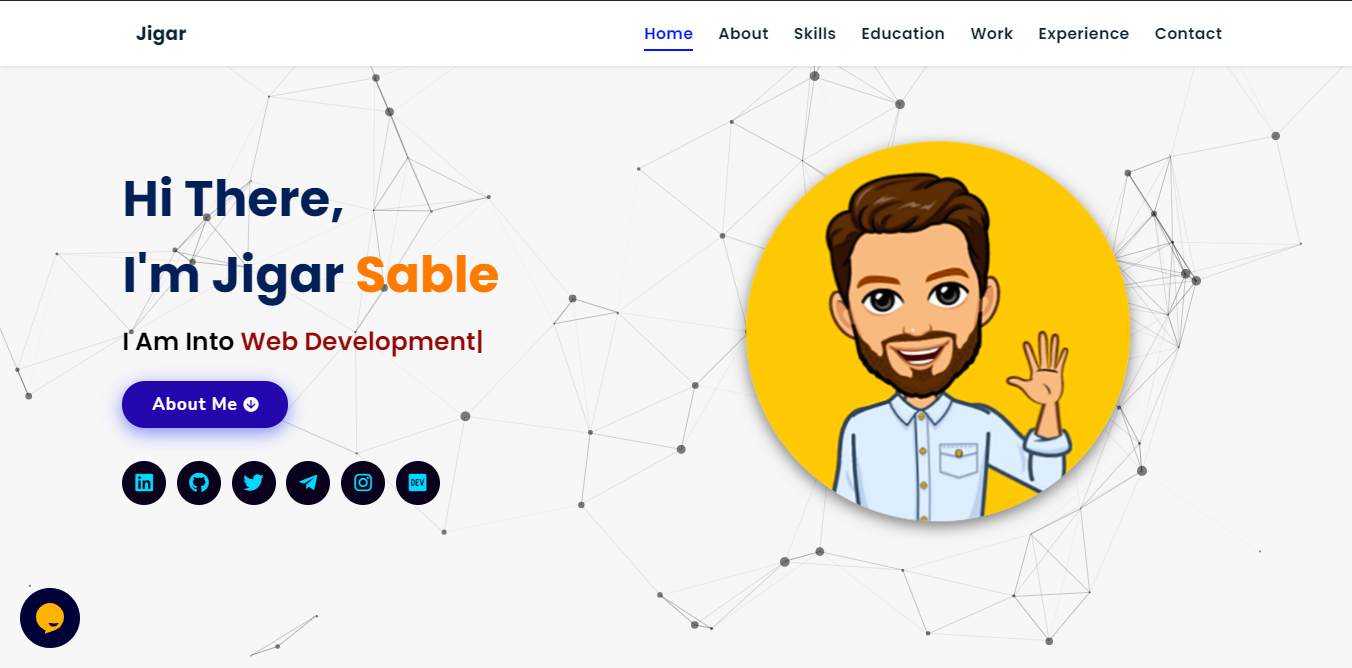 Jigar
Home About Skills Education Work Experience Contact
Hi There,
I'm Jigar Sable
I Am Into Web Development|
About Me
in
DEV